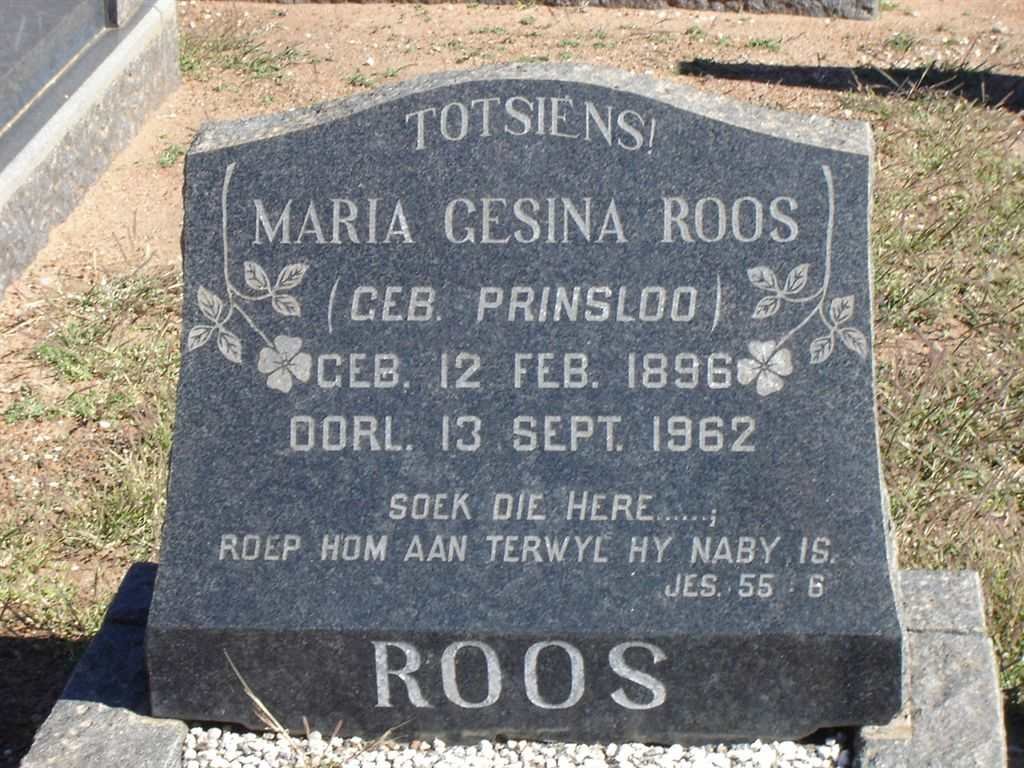 TOTSIENS!
MARIA GESINA ROOS
(GEB. PRINSLOO)
GEB. 12 FEB. 1896
OORL. 13 SEPT. 1962
SOEK DIE HERE......;
ROEP HOM AAN TERWYL HY NABY IS.
JES. 55 : 6
ROOS